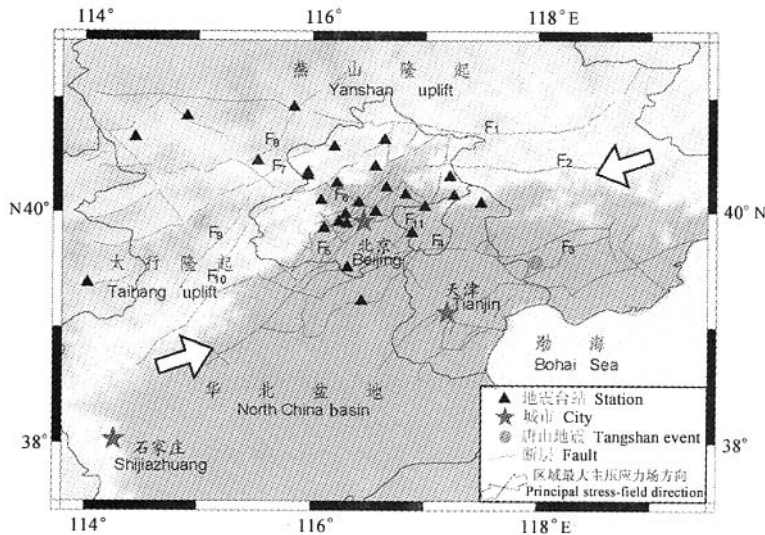 114°
116°
118°E
燕山隆起
Yanshan uplift
F1
F2
F8
F7
F6
N40°
40°N
F9
F5
北京
Beijing
F11
F3
太行隆起
Taihang uplift
F10
天津
Tianjin
渤海
Bohai Sea
华北盆地
North China basin
38°
38°
石家庄
Shijiazhuang
地震台站 Station
城市 City
唐山地震 Tangshan event
断层 Fault
区域最大主压应力场方向
Principal stress-field direction
114°
116°
118°E